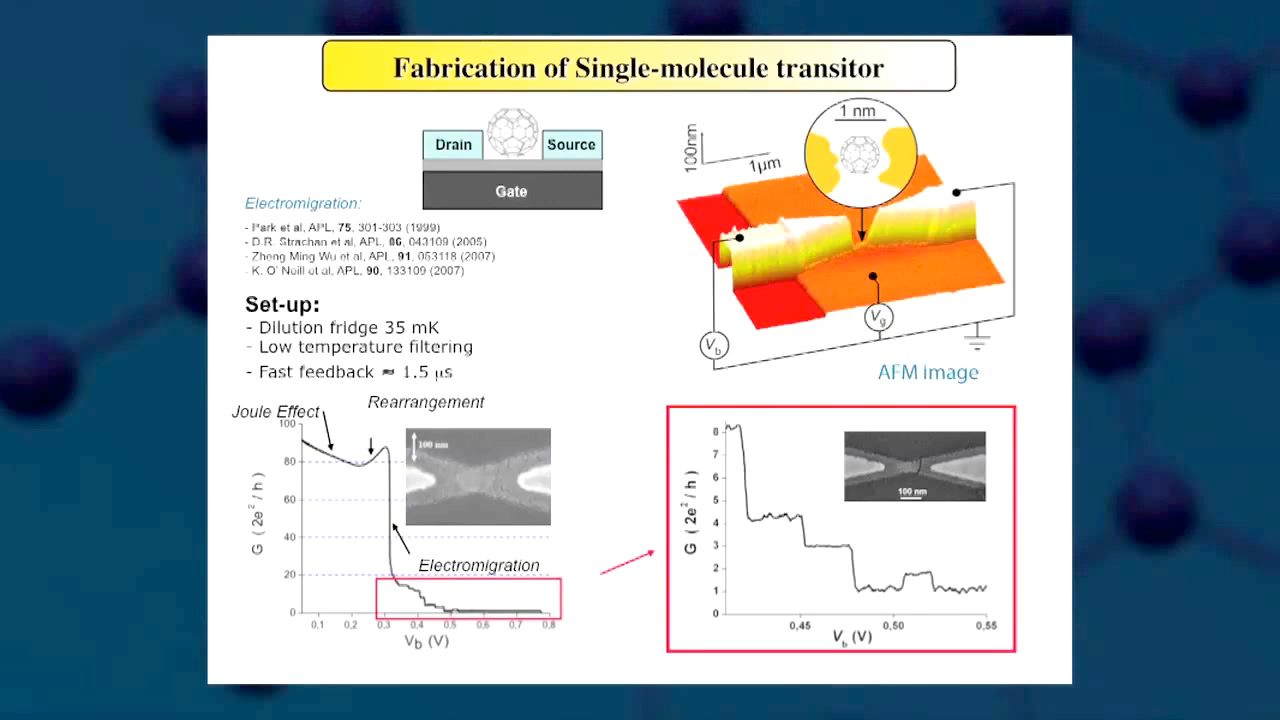 Fabrication of Single-molecule transitor
Drain
Source
Gate
Electromigration:
- Park et al, APL, 75, 301-303 (1999)
- D.R. Strachan et al, APL, 86, 043109 (2005)
- Zheng Ming Wu et al, APL, 91, 053118 (2007)
- K. O' Neill et al, APL, 90, 133109 (2007)
Set-up:
- Dilution fridge 35 mK
- Low temperature filtering
- Fast feedback ≈ 1.5 µs
1 nm
100nm
1µm
Vg
Vb
AFM image
Joule Effect
Rearrangement
100 nm
Electromigration
G ( 2e²/ h )
100
80
60
40
20
0
0,1 0,2 0,3 0,4 0,5 0,6 0,7 0,8
Vb (V)
100 nm
G ( 2e²/ h )
8
7
6
5
4
3
2
1
0
0,45 0,50 0,55
Vb (V)